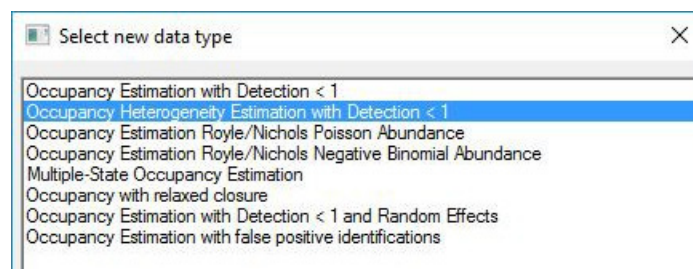 Select new data type
Occupancy Estimation with Detection < 1
Occupancy Heterogeneity Estimation with Detection < 1
Occupancy Estimation Royle/Nichols Poisson Abundance
Occupancy Estimation Royle/Nichols Negative Binomial Abundance
Multiple-State Occupancy Estimation
Occupancy with relaxed closure
Occupancy Estimation with Detection < 1 and Random Effects
Occupancy Estimation with false positive identifications